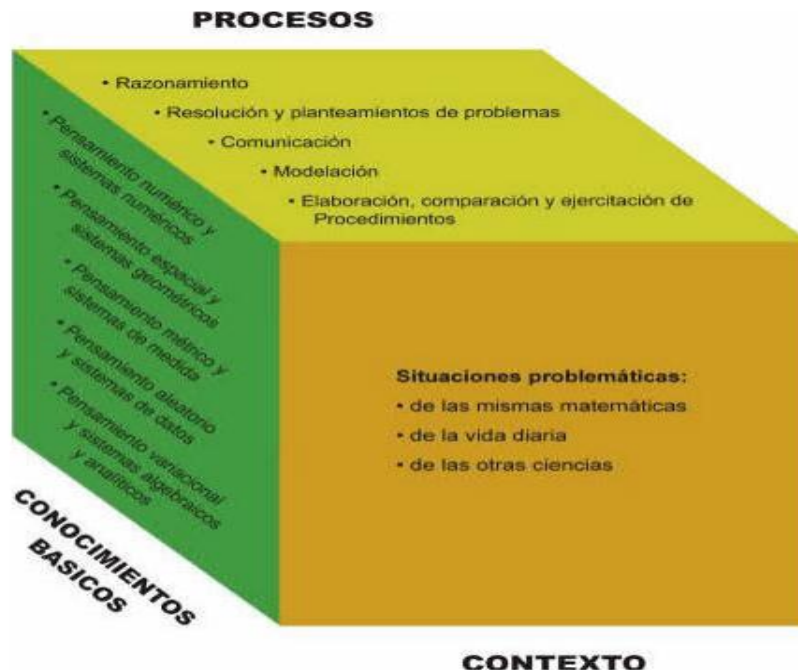 PROCESOS
• Razonamiento
• Resolución y planteamientos de problemas
• Comunicación
• Modelación
• Elaboración, comparación y ejercitación de
Procedimientos
• Pensamiento numérico y
sistemas numéricos
• Pensamiento especial y
sistemas geométricos
• Pensamiento métrico y
sistemas de medida
• Pensamiento aleatorio
y sistemas de datos
• Pensamiento variacional
y sistemas algebraicos
y analíticos
Situaciones problemáticas:
• de las mismas matemáticas
• de la vida diaria
• de las otras ciencias
CONOCIMIENTOS
BASICOS
CONTEXTO